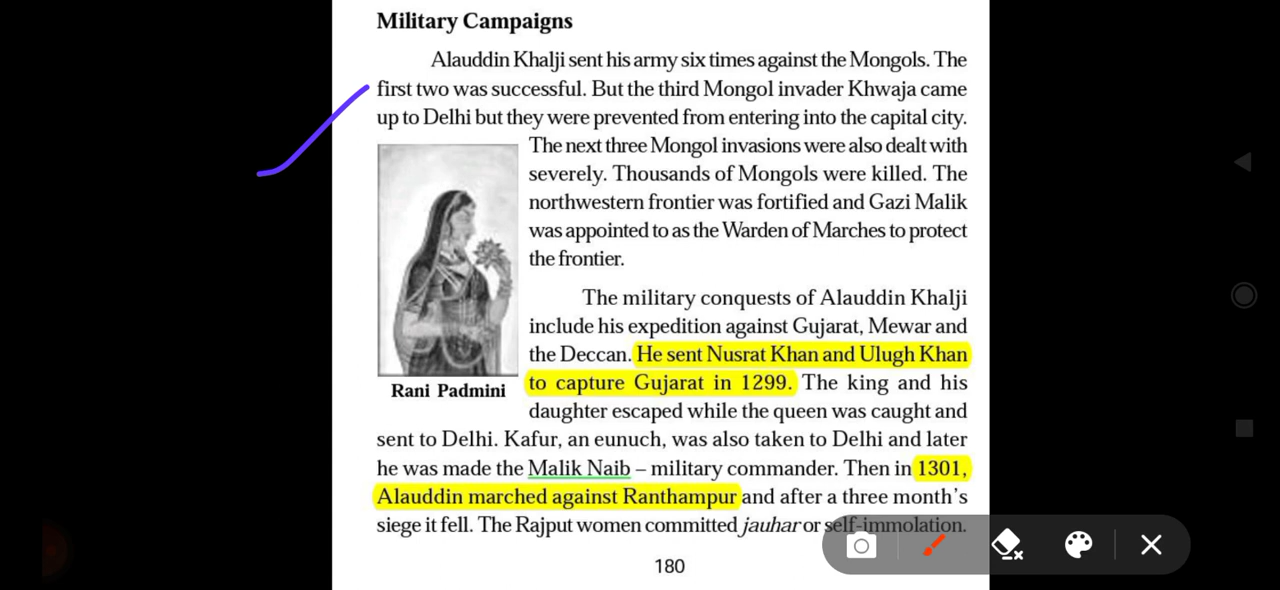 Military Campaigns
Alauddin Khalji sent his army six times against the Mongols. The
first two was successful. But the third Mongol invader Khwaja came
up to Delhi but they were prevented from entering into the capital city.
The next three Mongol invasions were also dealt with
severely. Thousands of Mongols were killed. The
northwestern frontier was fortified and Gazi Malik
was appointed to as the Warden of Marches to protect
the frontier.
The military conquests of Alauddin Khalji
include his expedition against Gujarat, Mewar and
the Deccan. He sent Nusrat Khan and Ulugh Khan
to capture Gujarat in 1299. The king and his
daughter escaped while the queen was caught and
Rani Padmini
sent to Delhi. Kafur, an eunuch, was also taken to Delhi and later
he was made the Malik Naib – military commander. Then in 1301,
Alauddin marched against Ranthampur and after a three month's
siege it fell. The Rajput women committed jauhar or self-immolation.
180